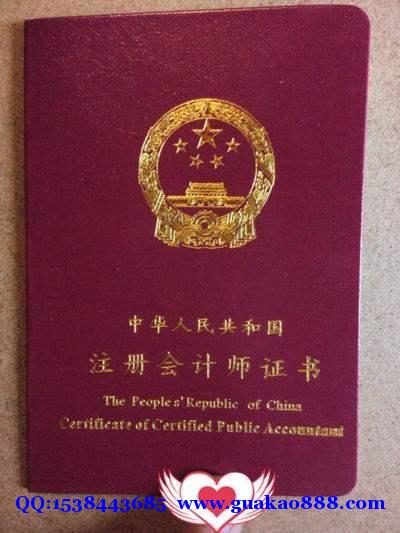 中华人民共和国
注册会计师证书
The Peoples' Republic of China
Certificate of Certified Public Accountant
QQ:1538443685 www.guakao888.com